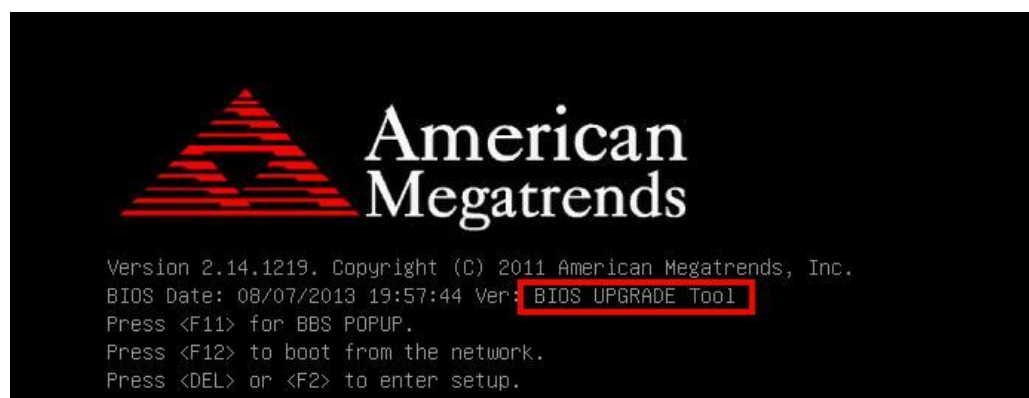 American
Megatrends
Version 2.14.1219. Copyright (C) 2011 American Megatrends, Inc.
BIOS Date: 08/07/2013 19:57:44 Ver: BIOS UPGRADE Tool
Press <F11> for BBS POPUP.
Press <F12> to boot from the network.
Press <DEL> or <F2> to enter setup.